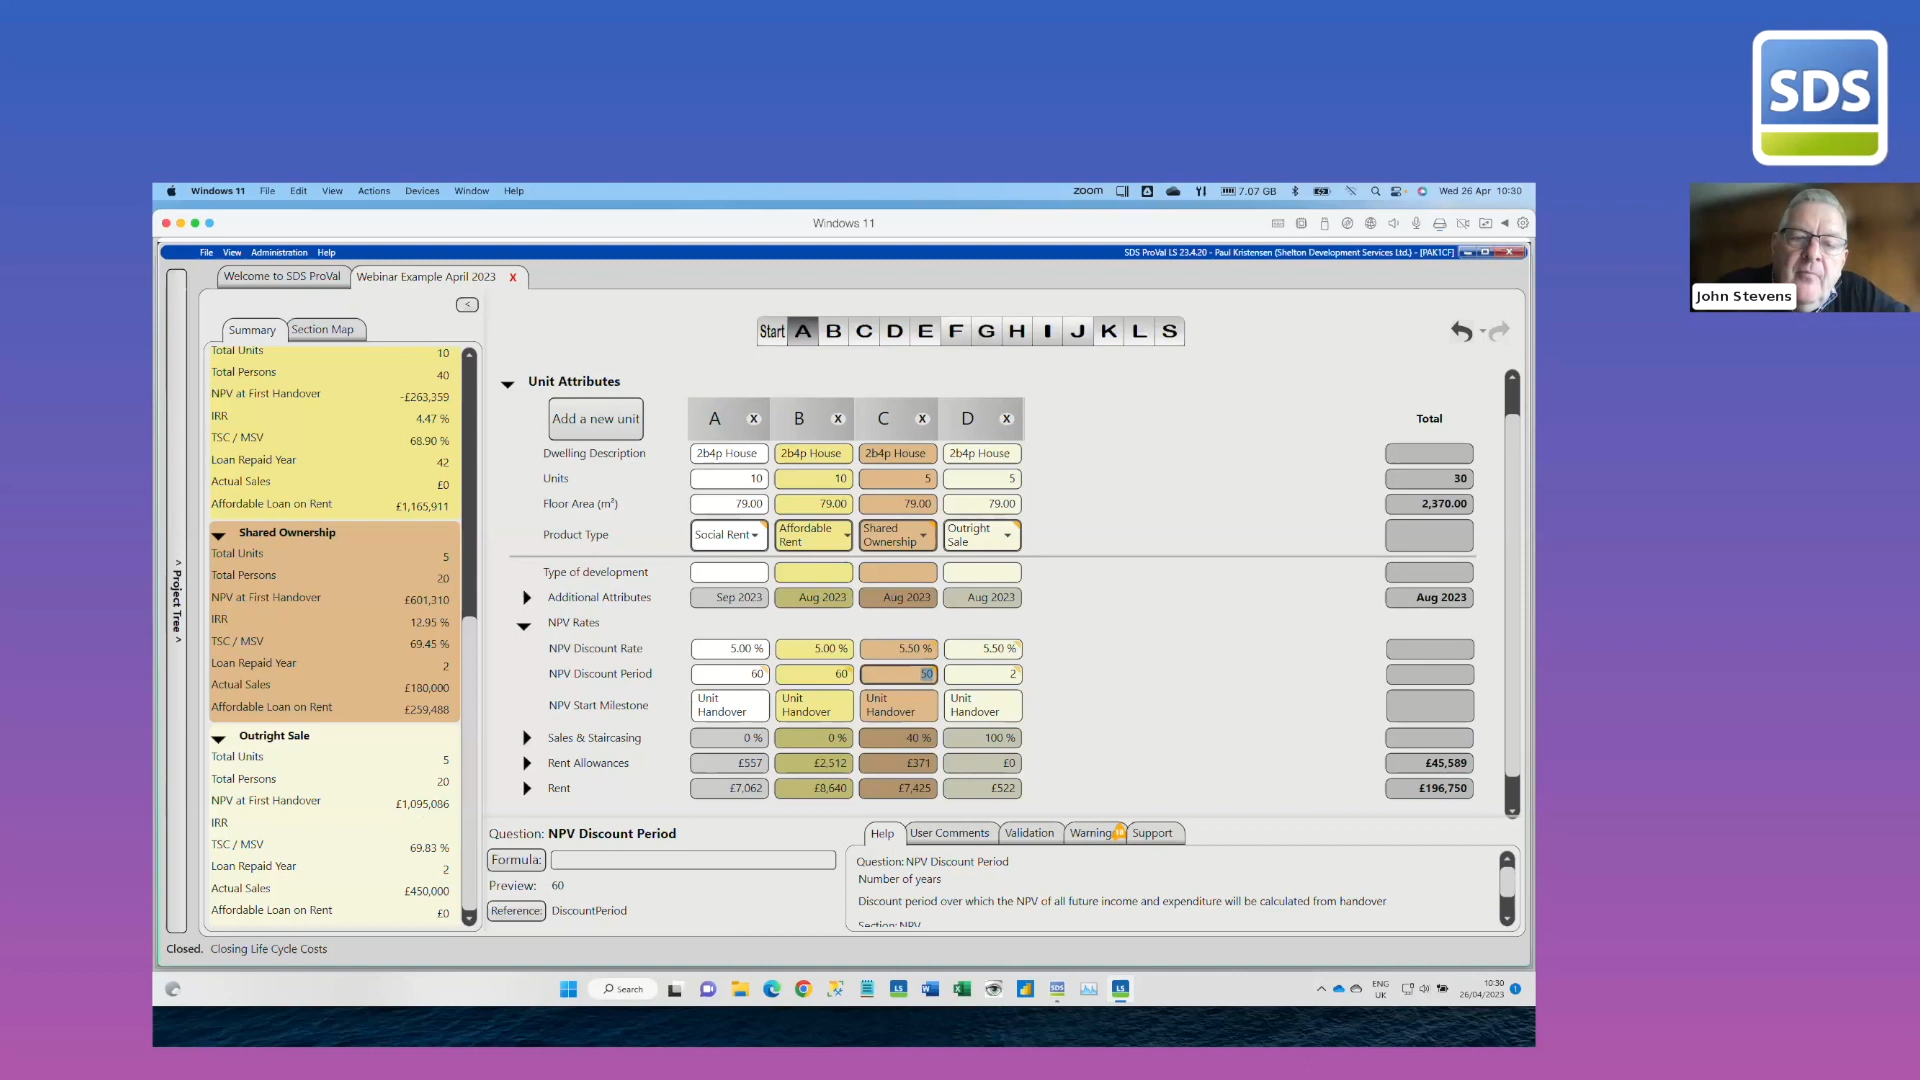 SDS
John Stevens
Windows 11 File Edit View Actions Devices Window Help
zoom 7.07 GB Wed 26 Apr 10:30
Windows 11
File View Administration Help
SDS ProVal LS 23.4.20 - Paul Kristensen (Shelton Development Services Ltd.) - [PAK1CF]
Welcome to SDS ProVal
Webinar Example April 2023 X
<
Summary Section Map
Start A B C D E F G H I J K L S
^ Project Tree ^
Total Units 10
Total Persons 40
NPV at First Handover -£263,359
IRR 4.47 %
TSC / MSV 68.90 %
Loan Repaid Year 42
Actual Sales £0
Affordable Loan on Rent £1,165,911
Shared Ownership
Total Units 5
Total Persons 20
NPV at First Handover £601,310
IRR 12.95 %
TSC / MSV 69.45 %
Loan Repaid Year 2
Actual Sales £180,000
Affordable Loan on Rent £259,488
Outright Sale
Total Units 5
Total Persons 20
NPV at First Handover £1,095,086
IRR
TSC / MSV 69.83 %
Loan Repaid Year 2
Actual Sales £450,000
Affordable Loan on Rent £0
Unit Attributes
Add a new unit A X B X C X D X Total
Dwelling Description 2b4p House 2b4p House 2b4p House 2b4p House
Units 10 10 5 5 30
Floor Area (m²) 79.00 79.00 79.00 79.00 2,370.00
Product Type Social Rent Affordable Rent Shared Ownership Outright Sale
Type of development
Additional Attributes Sep 2023 Aug 2023 Aug 2023 Aug 2023 Aug 2023
NPV Rates
NPV Discount Rate 5.00 % 5.00 % 5.50 % 5.50 %
NPV Discount Period 60 60 50 2
NPV Start Milestone Unit Handover Unit Handover Unit Handover Unit Handover
Sales & Staircasing 0 % 0 % 40 % 100 %
Rent Allowances £557 £2,512 £371 £0 £45,589
Rent £7,062 £8,640 £7,425 £522 £196,750
Question: NPV Discount Period
Formula:
Preview: 60
Reference: DiscountPeriod
Help User Comments Validation Warning Support
Question: NPV Discount Period
Number of years
Discount period over which the NPV of all future income and expenditure will be calculated from handover
Section: NPV
Closed. Closing Life Cycle Costs
Search
LS
SDS
LS
ENG
UK
10:30
26/04/2023
1